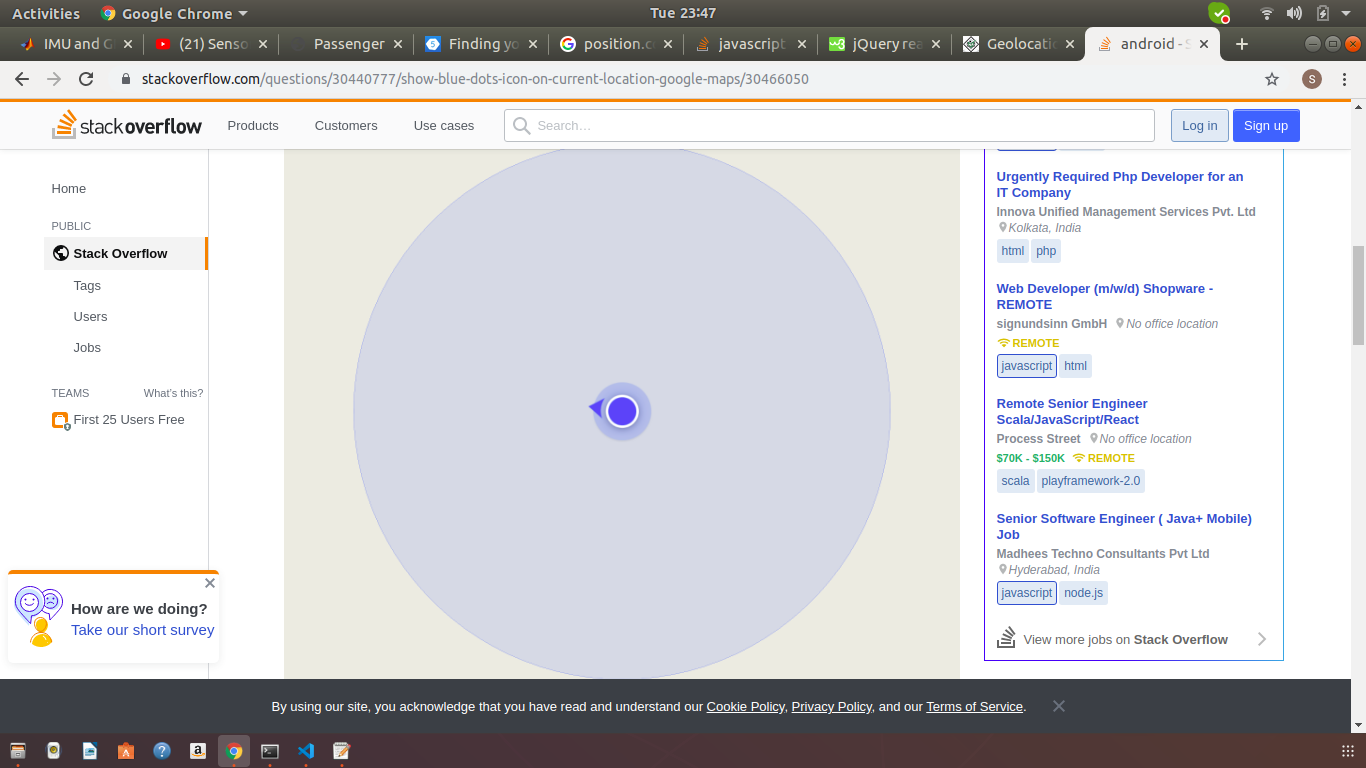 Activities
Google Chrome
Tue 23:47
IMU and G
(21) Senso
Passenger
Finding yo
position.c
javascript
jQuery rea
Geolocatio
android - S
stackoverflow.com/questions/30440777/show-blue-dots-icon-on-current-location-google-maps/30466050
S
stackoverflow
Products
Customers
Use cases
Search…
Log in
Sign up
Home
PUBLIC
Stack Overflow
Tags
Users
Jobs
TEAMS
What's this?
First 25 Users Free
How are we doing?
Take our short survey
Urgently Required Php Developer for an
IT Company
Innova Unified Management Services Pvt. Ltd
Kolkata, India
html php
Web Developer (m/w/d) Shopware -
REMOTE
signundsinn GmbH No office location
REMOTE
javascript html
Remote Senior Engineer
Scala/JavaScript/React
Process Street No office location
$70K - $150K REMOTE
scala playframework-2.0
Senior Software Engineer ( Java+ Mobile)
Job
Madhees Techno Consultants Pvt Ltd
Hyderabad, India
javascript node.js
View more jobs on Stack Overflow
By using our site, you acknowledge that you have read and understand our Cookie Policy, Privacy Policy, and our Terms of Service.